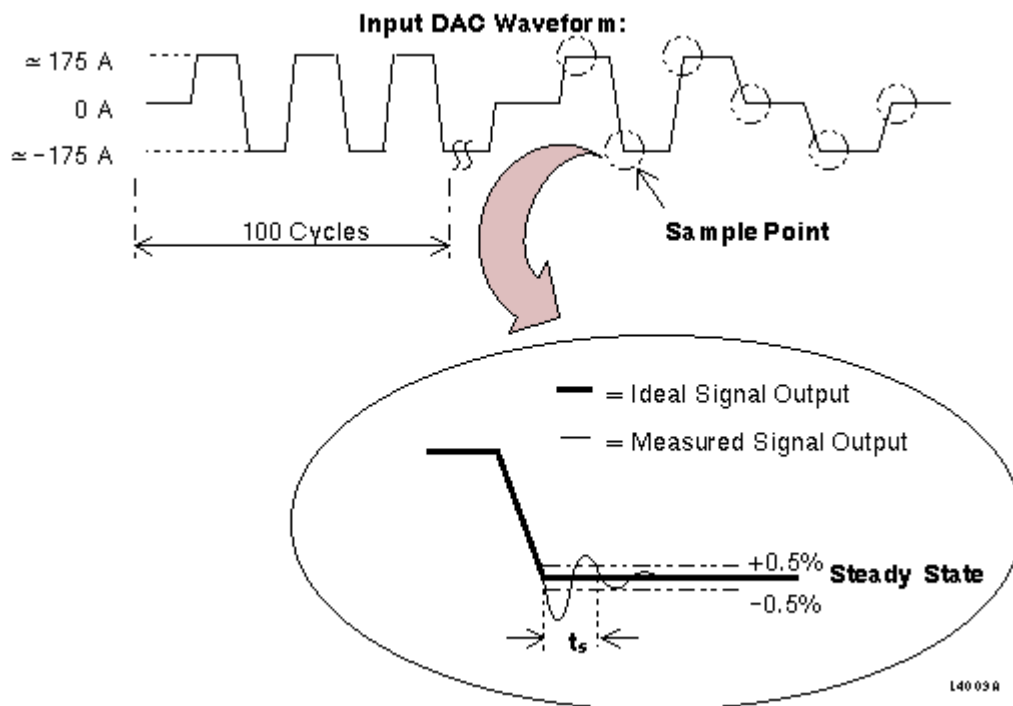 Input DAC Waveform:
≃ 175 A
0 A
≃ −175 A
100 Cycles
Sample Point
= Ideal Signal Output
= Measured Signal Output
+0.5%
Steady State
−0.5%
ts
14009A